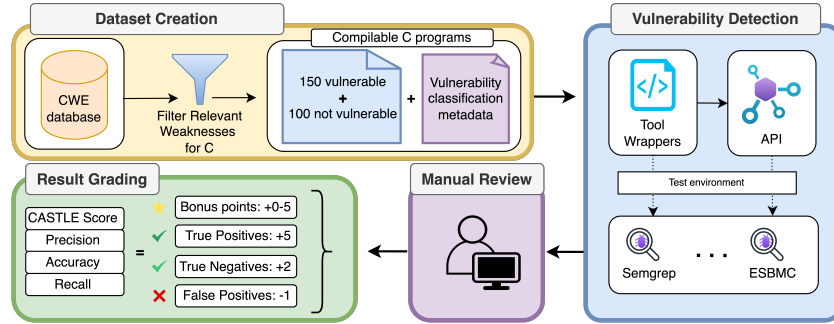 Dataset Creation
CWE
database
Filter Relevant
Weaknesses
for C
Compilable C programs
150 vulnerable
+
100 not vulnerable
+
Vulnerability
classification
metadata
Vulnerability Detection
</>
Tool
Wrappers
API
Test environment
Semgrep
. . .
ESBMC
Manual Review
Result Grading
CASTLE Score
Precision
Accuracy
Recall
=
Bonus points: +0-5
True Positives: +5
True Negatives: +2
False Positives: -1